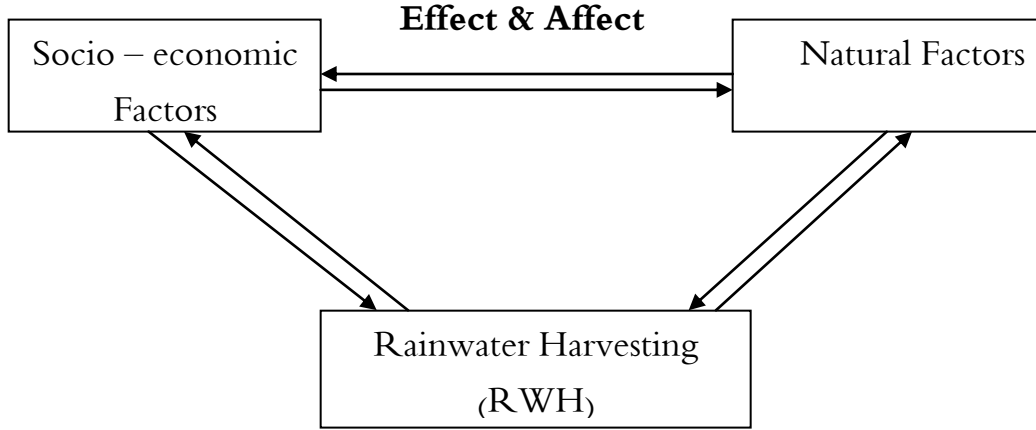 Effect & Affect
Socio – economic
Factors
Natural Factors
Rainwater Harvesting
(RWH)